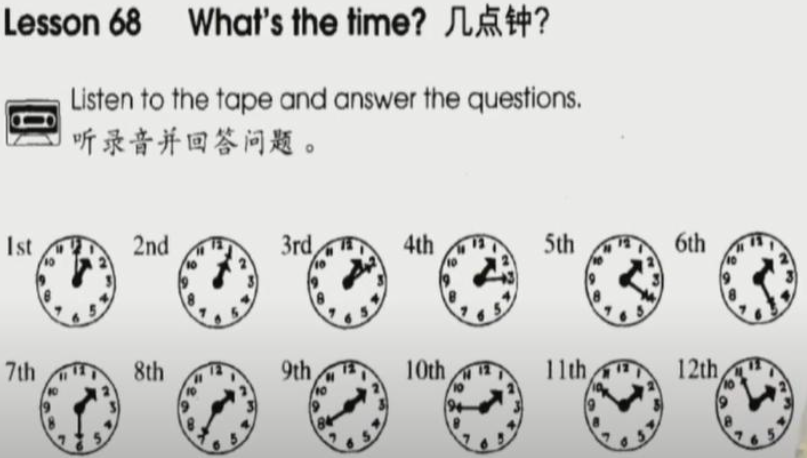 Lesson 68 What's the time? 几点钟?
Listen to the tape and answer the questions.
听录音并回答问题。
1st 2nd 3rd 4th 5th 6th
7th 8th 9th 10th 11th 12th